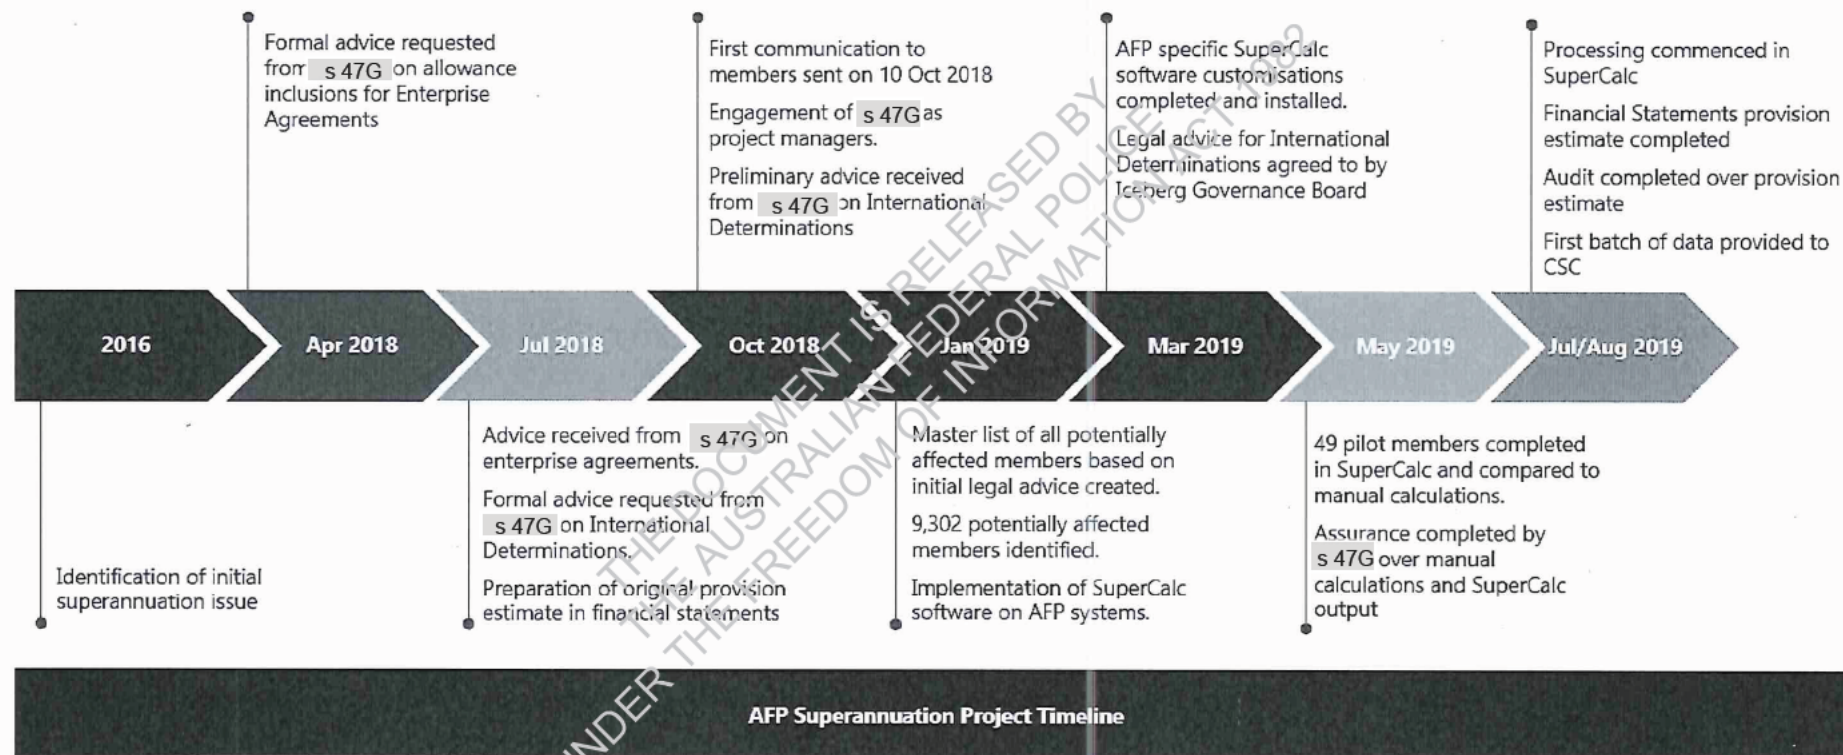 Formal advice requested
from s 47G on allowance
inclusions for Enterprise
Agreements
First communication to
members sent on 10 Oct 2018
Engagement of s 47G as
project managers.
Preliminary advice received
from s 47G on International
Determinations
AFP specific SuperCalc
software customisations
completed and installed.
Legal advice for International
Determinations agreed to by
Iceberg Governance Board
Processing commenced in
SuperCalc
Financial Statements provision
estimate completed
Audit completed over provision
estimate
First batch of data provided to
CSC
2016
Apr 2018
Jul 2018
Oct 2018
Jan 2019
Mar 2019
May 2019
Jul/Aug 2019
Identification of initial
superannuation issue
Advice received from s 47G on
enterprise agreements.
Formal advice requested from
s 47G on International
Determinations.
Preparation of original provision
estimate in financial statements
Master list of all potentially
affected members based on
initial legal advice created.
9,302 potentially affected
members identified.
Implementation of SuperCalc
software on AFP systems.
49 pilot members completed
in SuperCalc and compared to
manual calculations.
Assurance completed by
s 47G over manual
calculations and SuperCalc
output
AFP Superannuation Project Timeline
THE DOCUMENT IS RELEASED BY
THE AUSTRALIAN FEDERAL POLICE
UNDER THE FREEDOM OF INFORMATION ACT 1982